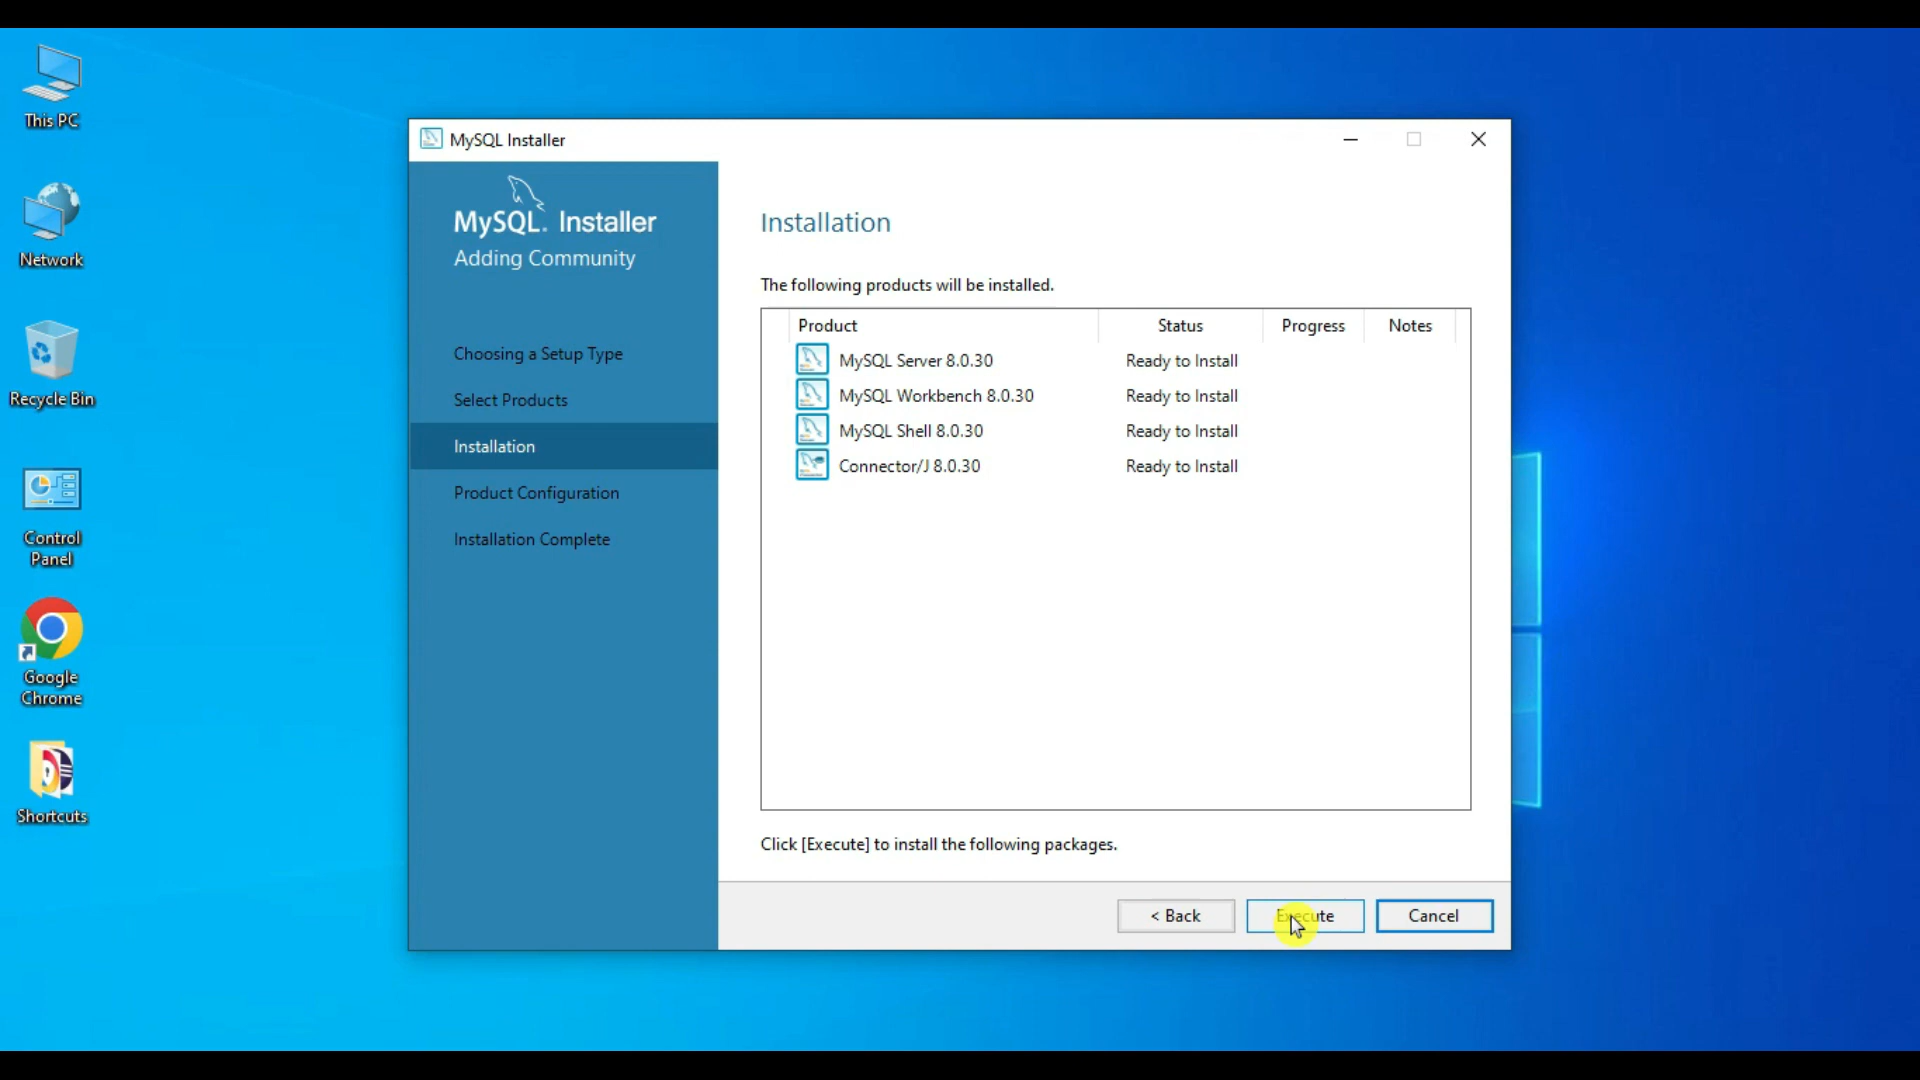 This PC
Network
Recycle Bin
Control
Panel
Google
Chrome
Shortcuts
MySQL Installer
MySQL. Installer
Adding Community
Choosing a Setup Type
Select Products
Installation
Product Configuration
Installation Complete
Installation
The following products will be installed.
Product Status Progress Notes
MySQL Server 8.0.30 Ready to Install
MySQL Workbench 8.0.30 Ready to Install
MySQL Shell 8.0.30 Ready to Install
Connector/J 8.0.30 Ready to Install
Click [Execute] to install the following packages.
< Back Execute Cancel